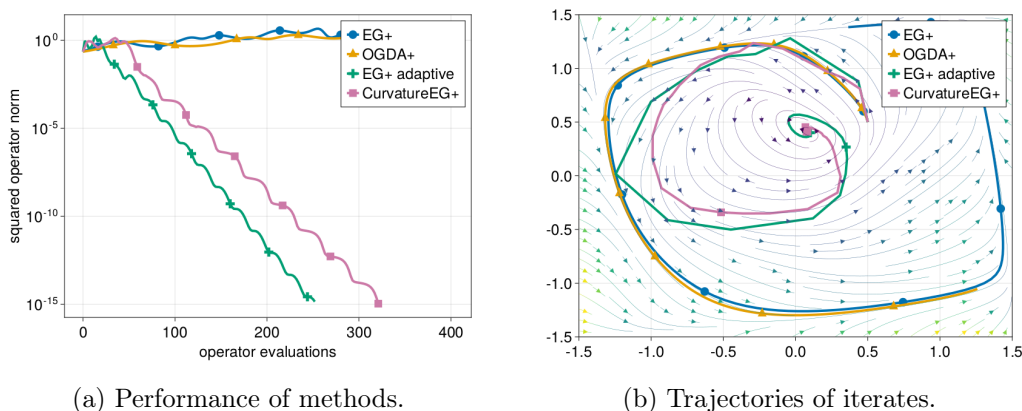 EG+
OGDA+
EG+ adaptive
CurvatureEG+
squared operator norm
10^0
10^-5
10^-10
10^-15
0
100
200
300
400
operator evaluations
(a) Performance of methods.
EG+
OGDA+
EG+ adaptive
CurvatureEG+
1.5
1.0
0.5
0.0
-0.5
-1.0
-1.5
-1.5
-1.0
-0.5
0.0
0.5
1.0
1.5
(b) Trajectories of iterates.